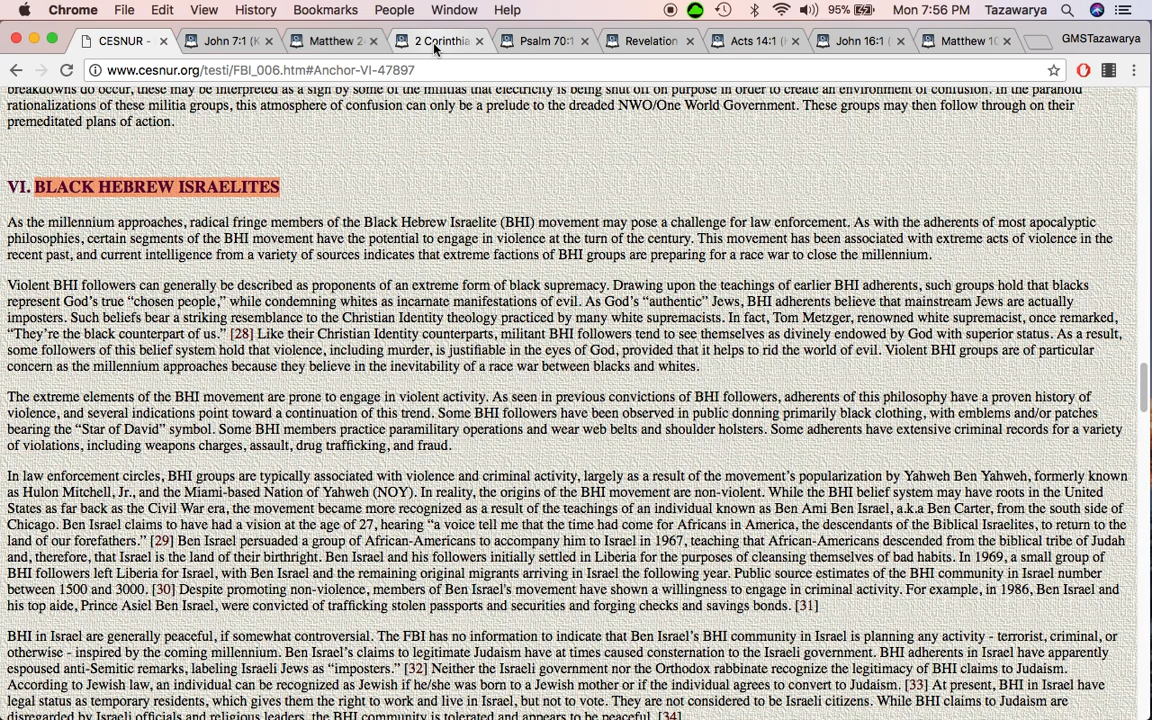 Chrome File Edit View History Bookmarks People Window Help 95% Mon 7:56 PM Tazawarya
CESNUR - John 7:1 (K Matthew 2 2 Corinthia Psalm 70:1 Revelation Acts 14:1 (K John 16:1 ( Matthew 10 GMSTazawarya
www.cesnur.org/testi/FBI_006.htm#Anchor-VI-47897
breakdowns do occur, these may be interpreted as a sign by some of the militias that electricity is being shut off on purpose in order to create an environment of confusion. In the paranoid
rationalizations of these militia groups, this atmosphere of confusion can only be a prelude to the dreaded NWO/One World Government. These groups may then follow through on their
premeditated plans of action.
VI. BLACK HEBREW ISRAELITES
As the millennium approaches, radical fringe members of the Black Hebrew Israelite (BHI) movement may pose a challenge for law enforcement. As with the adherents of most apocalyptic
philosophies, certain segments of the BHI movement have the potential to engage in violence at the turn of the century. This movement has been associated with extreme acts of violence in the
recent past, and current intelligence from a variety of sources indicates that extreme factions of BHI groups are preparing for a race war to close the millennium.
Violent BHI followers can generally be described as proponents of an extreme form of black supremacy. Drawing upon the teachings of earlier BHI adherents, such groups hold that blacks
represent God’s true “chosen people,” while condemning whites as incarnate manifestations of evil. As God’s “authentic” Jews, BHI adherents believe that mainstream Jews are actually
imposters. Such beliefs bear a striking resemblance to the Christian Identity theology practiced by many white supremacists. In fact, Tom Metzger, renowned white supremacist, once remarked,
“They’re the black counterpart of us.” [28] Like their Christian Identity counterparts, militant BHI followers tend to see themselves as divinely endowed by God with superior status. As a result,
some followers of this belief system hold that violence, including murder, is justifiable in the eyes of God, provided that it helps to rid the world of evil. Violent BHI groups are of particular
concern as the millennium approaches because they believe in the inevitability of a race war between blacks and whites.
The extreme elements of the BHI movement are prone to engage in violent activity. As seen in previous convictions of BHI followers, adherents of this philosophy have a proven history of
violence, and several indications point toward a continuation of this trend. Some BHI followers have been observed in public donning primarily black clothing, with emblems and/or patches
bearing the “Star of David” symbol. Some BHI members practice paramilitary operations and wear web belts and shoulder holsters. Some adherents have extensive criminal records for a variety
of violations, including weapons charges, assault, drug trafficking, and fraud.
In law enforcement circles, BHI groups are typically associated with violence and criminal activity, largely as a result of the movement’s popularization by Yahweh Ben Yahweh, formerly known
as Hulon Mitchell, Jr., and the Miami-based Nation of Yahweh (NOY). In reality, the origins of the BHI movement are non-violent. While the BHI belief system may have roots in the United
States as far back as the Civil War era, the movement became more recognized as a result of the teachings of an individual known as Ben Ami Ben Israel, a.k.a Ben Carter, from the south side of
Chicago. Ben Israel claims to have had a vision at the age of 27, hearing “a voice tell me that the time had come for Africans in America, the descendants of the Biblical Israelites, to return to the
land of our forefathers.” [29] Ben Israel persuaded a group of African-Americans to accompany him to Israel in 1967, teaching that African-Americans descended from the biblical tribe of Judah
and, therefore, that Israel is the land of their birthright. Ben Israel and his followers initially settled in Liberia for the purposes of cleansing themselves of bad habits. In 1969, a small group of
BHI followers left Liberia for Israel, with Ben Israel and the remaining original migrants arriving in Israel the following year. Public source estimates of the BHI community in Israel number
between 1500 and 3000. [30] Despite promoting non-violence, members of Ben Israel's movement have shown a willingness to engage in criminal activity. For example, in 1986, Ben Israel and
his top aide, Prince Asiel Ben Israel, were convicted of trafficking stolen passports and securities and forging checks and savings bonds. [31]
BHI in Israel are generally peaceful, if somewhat controversial. The FBI has no information to indicate that Ben Israel’s BHI community in Israel is planning any activity - terrorist, criminal, or
otherwise - inspired by the coming millennium. Ben Israel’s claims to legitimate Judaism have at times caused consternation to the Israeli government. BHI adherents in Israel have apparently
espoused anti-Semitic remarks, labeling Israeli Jews as “imposters.” [32] Neither the Israeli government nor the Orthodox rabbinate recognize the legitimacy of BHI claims to Judaism.
According to Jewish law, an individual can be recognized as Jewish if he/she was born to a Jewish mother or if the individual agrees to convert to Judaism. [33] At present, BHI in Israel have
legal status as temporary residents, which gives them the right to work and live in Israel, but not to vote. They are not considered to be Israeli citizens. While BHI claims to Judaism are
disregarded by Israeli officials and religious leaders, the BHI community is tolerated and appears to be peaceful. [34]